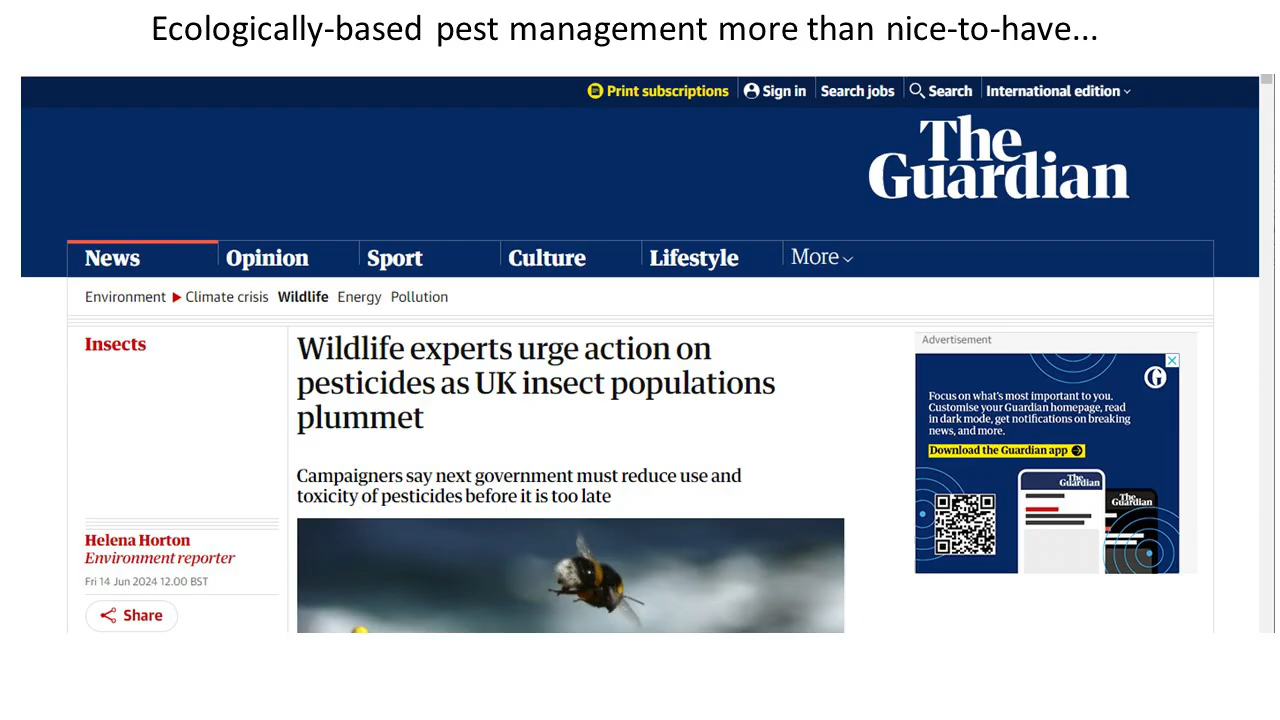 Ecologically-based pest management more than nice-to-have...
Print subscriptions
Sign in
Search jobs
Search
International edition
The
Guardian
News
Opinion
Sport
Culture
Lifestyle
More
Environment
Climate crisis
Wildlife
Energy
Pollution
Insects
Wildlife experts urge action on
pesticides as UK insect populations
plummet
Campaigners say next government must reduce use and
toxicity of pesticides before it is too late
Helena Horton
Environment reporter
Fri 14 Jun 2024 12.00 BST
Share
Advertisement
G
Focus on what's most important to you.
Customise your Guardian homepage, read
in dark mode, get notifications on breaking
news, and more.
Download the Guardian app
The
Guardian
The
Guardian